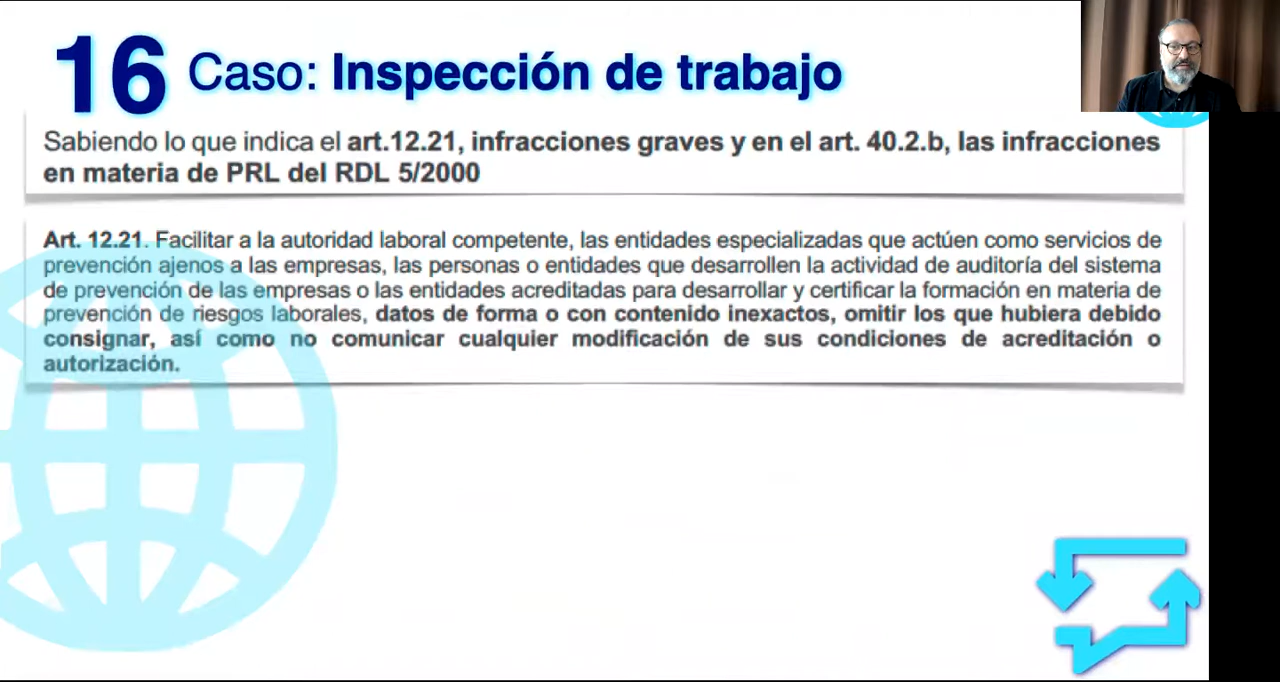 16 Caso: Inspección de trabajo
Sabiendo lo que indica el art.12.21, infracciones graves y en el art. 40.2.b, las infracciones
en materia de PRL del RDL 5/2000
Art. 12.21. Facilitar a la autoridad laboral competente, las entidades especializadas que actúen como servicios de
prevención ajenos a las empresas, las personas o entidades que desarrollen la actividad de auditoría del sistema
de prevención de las empresas o las entidades acreditadas para desarrollar y certificar la formación en materia de
prevención de riesgos laborales, datos de forma o con contenido inexactos, omitir los que hubiera debido
consignar, así como no comunicar cualquier modificación de sus condiciones de acreditación o
autorización.